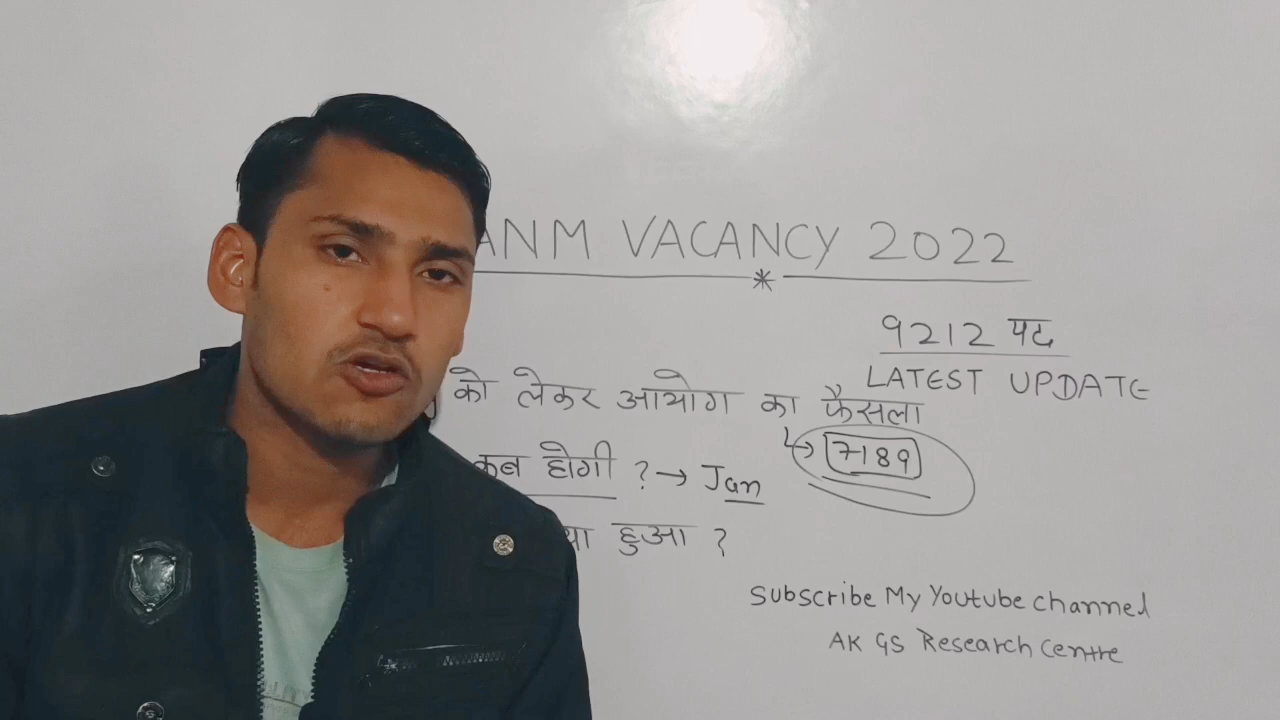 ANM VACANCY 2022
9212 पद
LATEST UPDATE
को लेकर आयोग का फैसला
7189
कब होगी ? → Jan
हुआ ?
Subscribe My Youtube channel
AK GS Research Centre